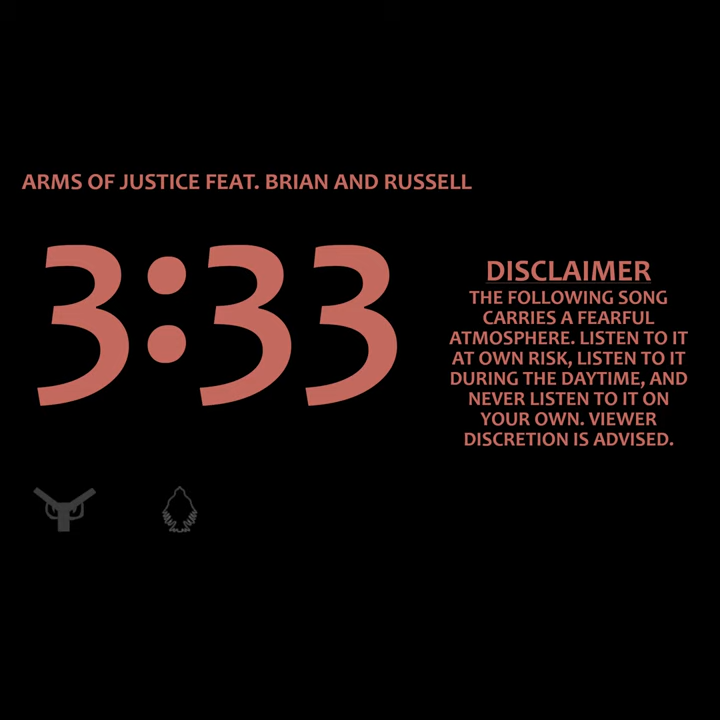 ARMS OF JUSTICE FEAT. BRIAN AND RUSSELL
3:33
DISCLAIMER
THE FOLLOWING SONG
CARRIES A FEARFUL
ATMOSPHERE. LISTEN TO IT
AT OWN RISK, LISTEN TO IT
DURING THE DAYTIME, AND
NEVER LISTEN TO IT ON
YOUR OWN. VIEWER
DISCRETION IS ADVISED.